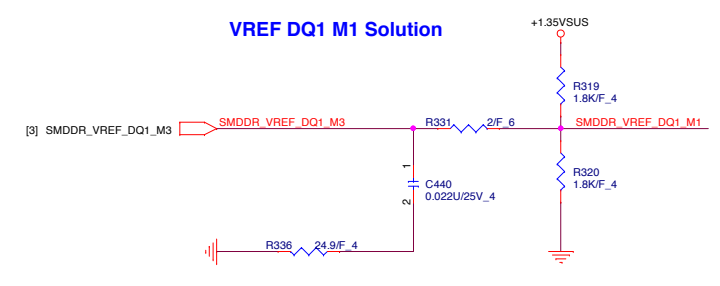 VREF DQ1 M1 Solution
+1.35VSUS
R319
1.8K/F_4
[3] SMDDR_VREF_DQ1_M3
SMDDR_VREF_DQ1_M3
R331
2/F_6
SMDDR_VREF_DQ1_M1
1
C440
0.022U/25V_4
2
R320
1.8K/F_4
R336
24.9/F_4